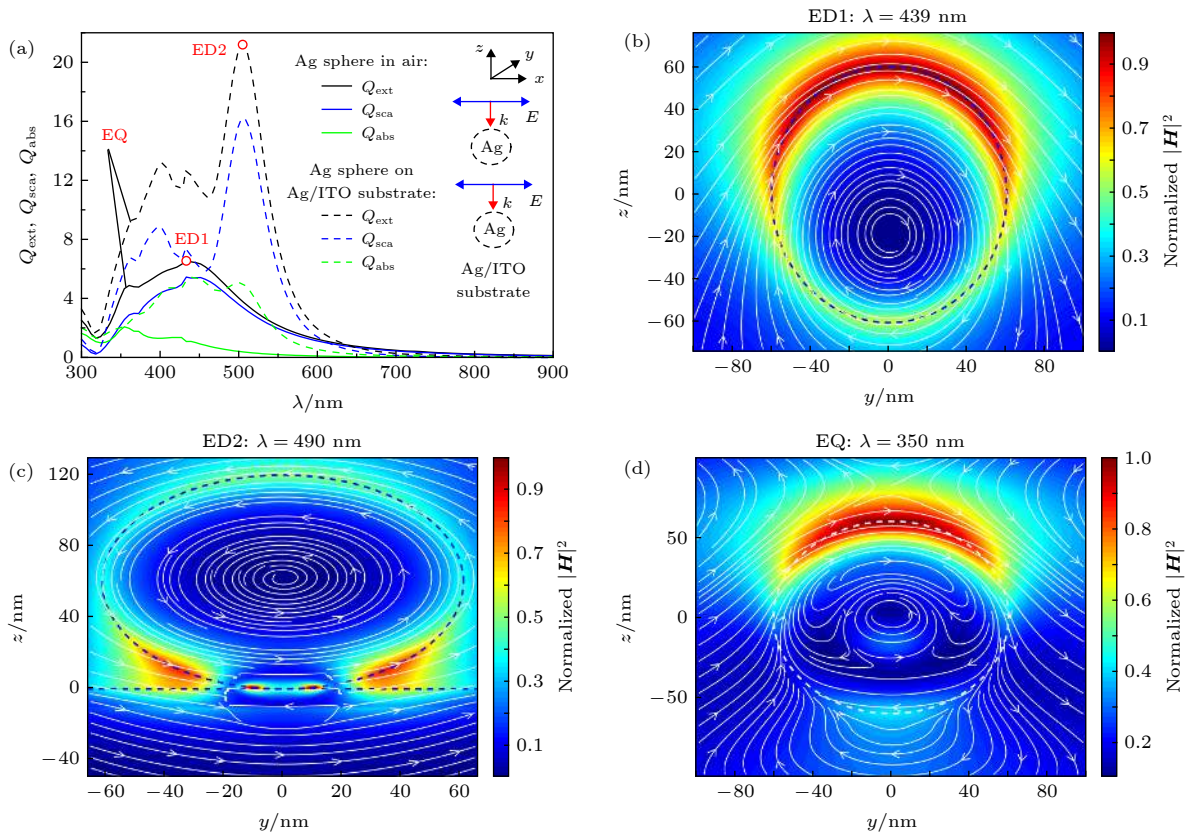 (a)
Q_ext, Q_sca, Q_abs
20
16
12
8
4
0
300
400
500
600
700
800
900
λ/nm
EQ
ED1
ED2
Ag sphere in air:
Q_ext
Q_sca
Q_abs
Ag sphere on
Ag/ITO substrate:
Q_ext
Q_sca
Q_abs
z
y
x
E
k
Ag
E
k
Ag
Ag/ITO
substrate
(b)
ED1: λ = 439 nm
z/nm
60
40
20
0
−20
−40
−60
−80
−40
0
40
80
y/nm
0.9
0.7
0.5
0.3
0.1
Normalized |H|²
(c)
ED2: λ = 490 nm
z/nm
120
80
40
0
−40
−60
−40
−20
0
20
40
60
y/nm
0.9
0.7
0.5
0.3
0.1
Normalized |H|²
(d)
EQ: λ = 350 nm
z/nm
50
0
−50
−80
−40
0
40
80
y/nm
1.0
0.8
0.6
0.4
0.2
Normalized |H|²